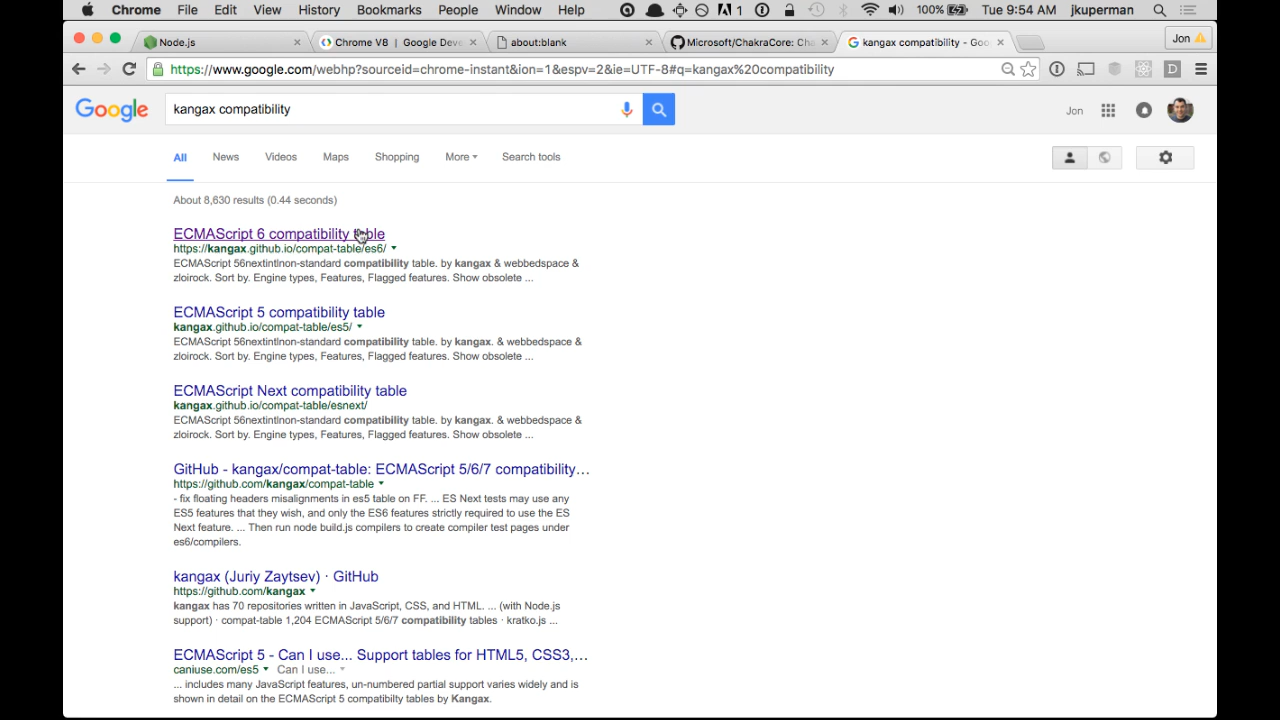 Chrome File Edit View History Bookmarks People Window Help 1 100% Tue 9:54 AM jkuperman
Node.js Chrome V8 | Google Deve about:blank Microsoft/ChakraCore: Cha kangax compatibility - Goo Jon
https://www.google.com/webhp?sourceid=chrome-instant&ion=1&espv=2&ie=UTF-8#q=kangax%20compatibility
Google kangax compatibility Jon
All News Videos Maps Shopping More Search tools
About 8,630 results (0.44 seconds)
ECMAScript 6 compatibility table
https://kangax.github.io/compat-table/es6/
ECMAScript 56nextintlnon-standard compatibility table. by kangax & webbedspace &
zloirock. Sort by. Engine types, Features, Flagged features. Show obsolete ...
ECMAScript 5 compatibility table
kangax.github.io/compat-table/es5/
ECMAScript 56nextintlnon-standard compatibility table. by kangax. & webbedspace &
zloirock. Sort by. Engine types, Features, Flagged features. Show obsolete ...
ECMAScript Next compatibility table
kangax.github.io/compat-table/esnext/
ECMAScript 56nextintlnon-standard compatibility table. by kangax. & webbedspace &
zloirock. Sort by. Engine types, Features, Flagged features. Show obsolete ...
GitHub - kangax/compat-table: ECMAScript 5/6/7 compatibility...
https://github.com/kangax/compat-table
- fix floating headers misalignments in es5 table on FF. ... ES Next tests may use any
ES5 features that they wish, and only the ES6 features strictly required to use the ES
Next feature. ... Then run node build.js compilers to create compiler test pages under
es6/compilers.
kangax (Juriy Zaytsev) · GitHub
https://github.com/kangax
kangax has 70 repositories written in JavaScript, CSS, and HTML. ... (with Node.js
support) · compat-table 1,204 ECMAScript 5/6/7 compatibility tables · kratko.js ...
ECMAScript 5 - Can I use... Support tables for HTML5, CSS3,...
caniuse.com/es5 Can I use...
... includes many JavaScript features, un-numbered partial support varies widely and is
shown in detail on the ECMAScript 5 compatibilty tables by Kangax.